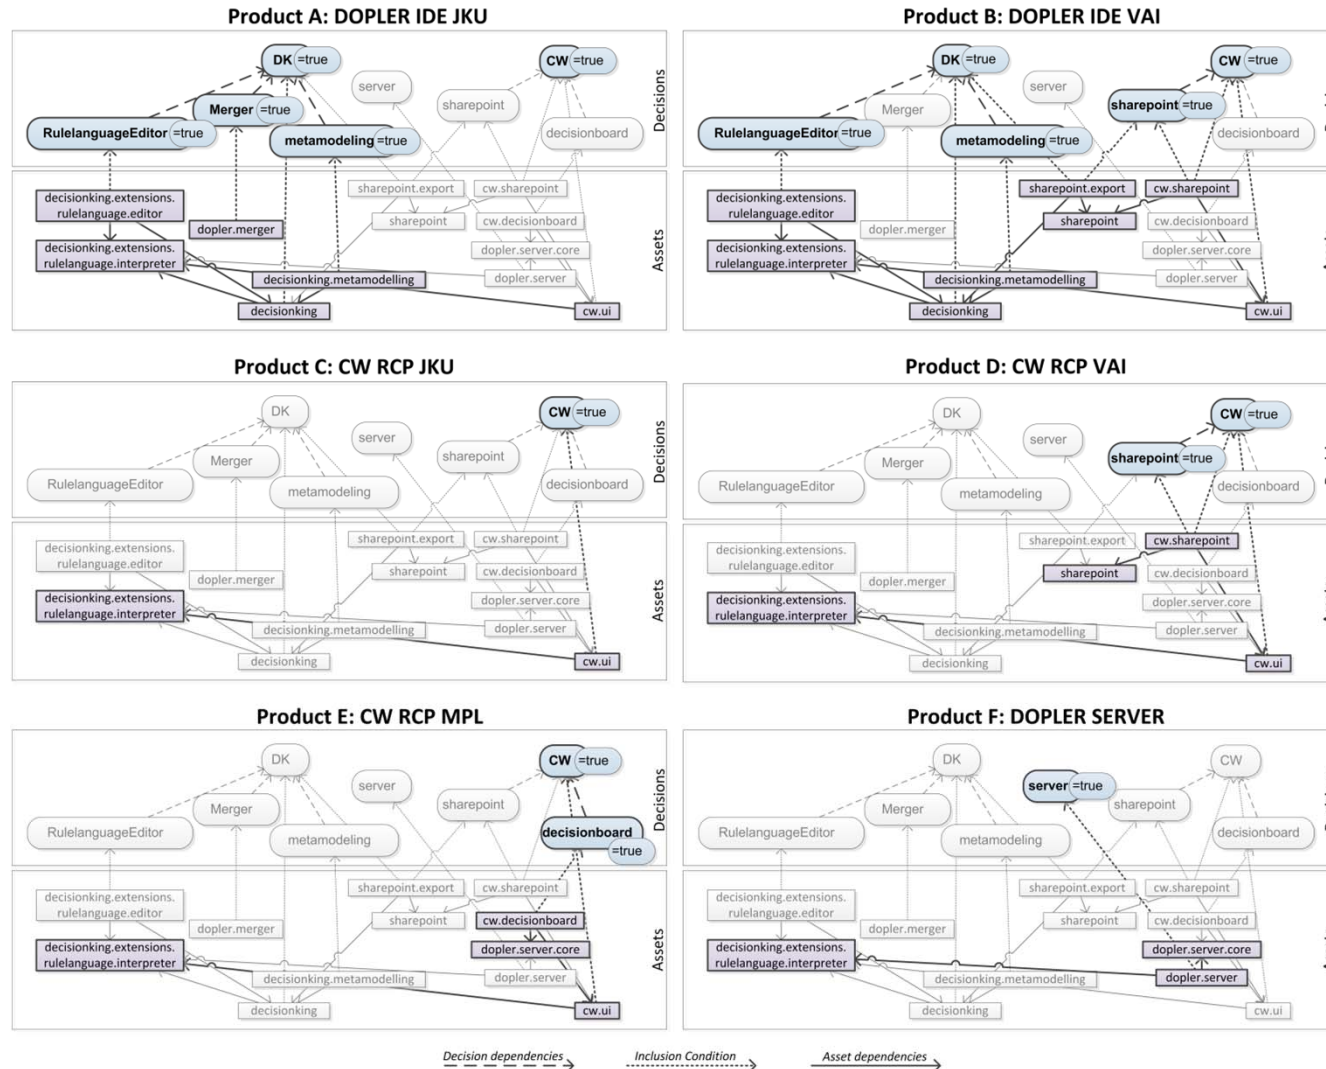 Product A: DOPLER IDE JKU
DK =true
CW =true
server
sharepoint
Merger =true
RulelanguageEditor =true
metamodeling =true
decisionboard
Decisions
decisionking.extensions.
rulelanguage.editor
sharepoint.export
cw.sharepoint
dopler.merger
sharepoint
cw.decisionboard
decisionking.extensions.
rulelanguage.interpreter
dopler.server.core
decisionking.metamodelling
dopler.server
decisionking
cw.ui
Assets
Product B: DOPLER IDE VAI
DK =true
CW =true
server
Merger
sharepoint =true
RulelanguageEditor =true
metamodeling =true
decisionboard
decisionking.extensions.
rulelanguage.editor
sharepoint.export
cw.sharepoint
dopler.merger
sharepoint
cw.decisionboard
decisionking.extensions.
rulelanguage.interpreter
dopler.server.core
decisionking.metamodelling
dopler.server
decisionking
cw.ui
Product C: CW RCP JKU
DK
CW =true
server
sharepoint
Merger
RulelanguageEditor
metamodeling
decisionboard
Decisions
decisionking.extensions.
rulelanguage.editor
sharepoint.export
cw.sharepoint
dopler.merger
sharepoint
cw.decisionboard
decisionking.extensions.
rulelanguage.interpreter
dopler.server.core
decisionking.metamodelling
dopler.server
decisionking
cw.ui
Assets
Product D: CW RCP VAI
DK
CW =true
server
Merger
sharepoint =true
RulelanguageEditor
metamodeling
decisionboard
decisionking.extensions.
rulelanguage.editor
sharepoint.export
cw.sharepoint
dopler.merger
sharepoint
cw.decisionboard
decisionking.extensions.
rulelanguage.interpreter
dopler.server.core
decisionking.metamodelling
dopler.server
decisionking
cw.ui
Product E: CW RCP MPL
DK
CW =true
server
sharepoint
Merger
RulelanguageEditor
metamodeling
decisionboard
=true
Decisions
decisionking.extensions.
rulelanguage.editor
sharepoint.export
cw.sharepoint
dopler.merger
sharepoint
cw.decisionboard
decisionking.extensions.
rulelanguage.interpreter
dopler.server.core
decisionking.metamodelling
dopler.server
decisionking
cw.ui
Assets
Product F: DOPLER SERVER
DK
CW
server =true
sharepoint
Merger
RulelanguageEditor
metamodeling
decisionboard
decisionking.extensions.
rulelanguage.editor
sharepoint.export
cw.sharepoint
dopler.merger
sharepoint
cw.decisionboard
decisionking.extensions.
rulelanguage.interpreter
dopler.server.core
decisionking.metamodelling
dopler.server
decisionking
cw.ui
Decision dependencies
Inclusion Condition
Asset dependencies